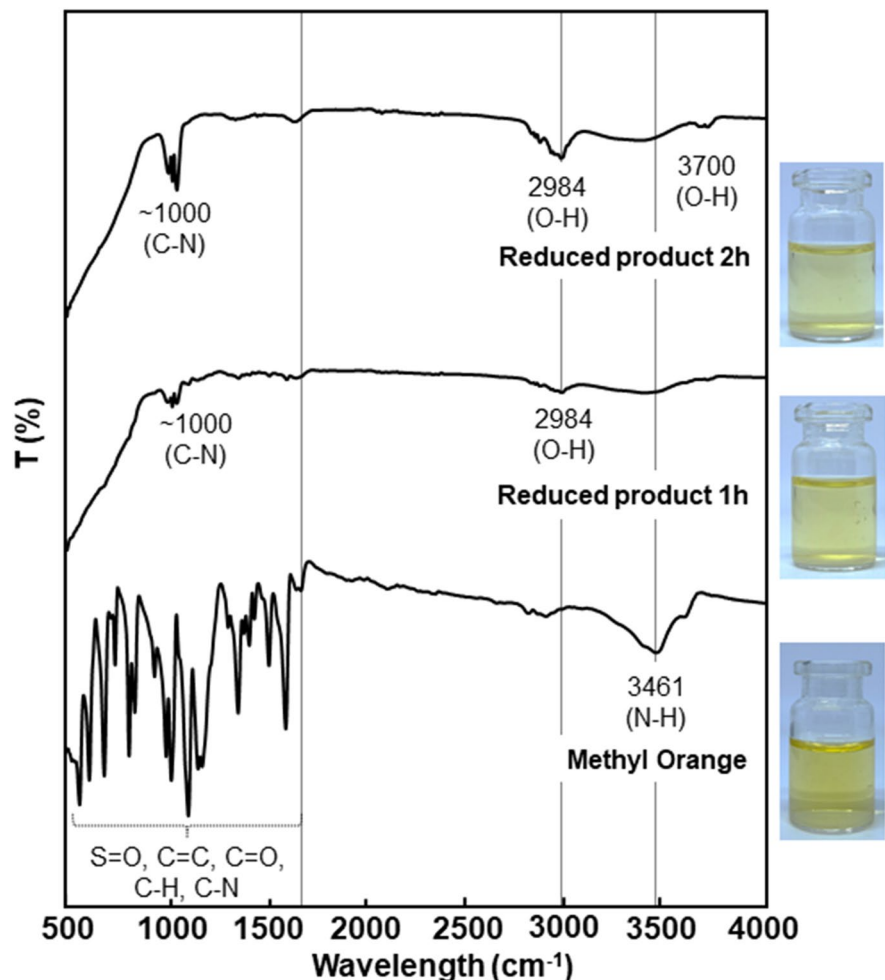 ~1000
(C-N)
2984
(O-H)
3700
(O-H)
Reduced product 2h
~1000
(C-N)
2984
(O-H)
Reduced product 1h
T (%)
3461
(N-H)
Methyl Orange
S=O, C=C, C=O,
C-H, C-N
500 1000 1500 2000 2500 3000 3500 4000
Wavelength (cm⁻¹)